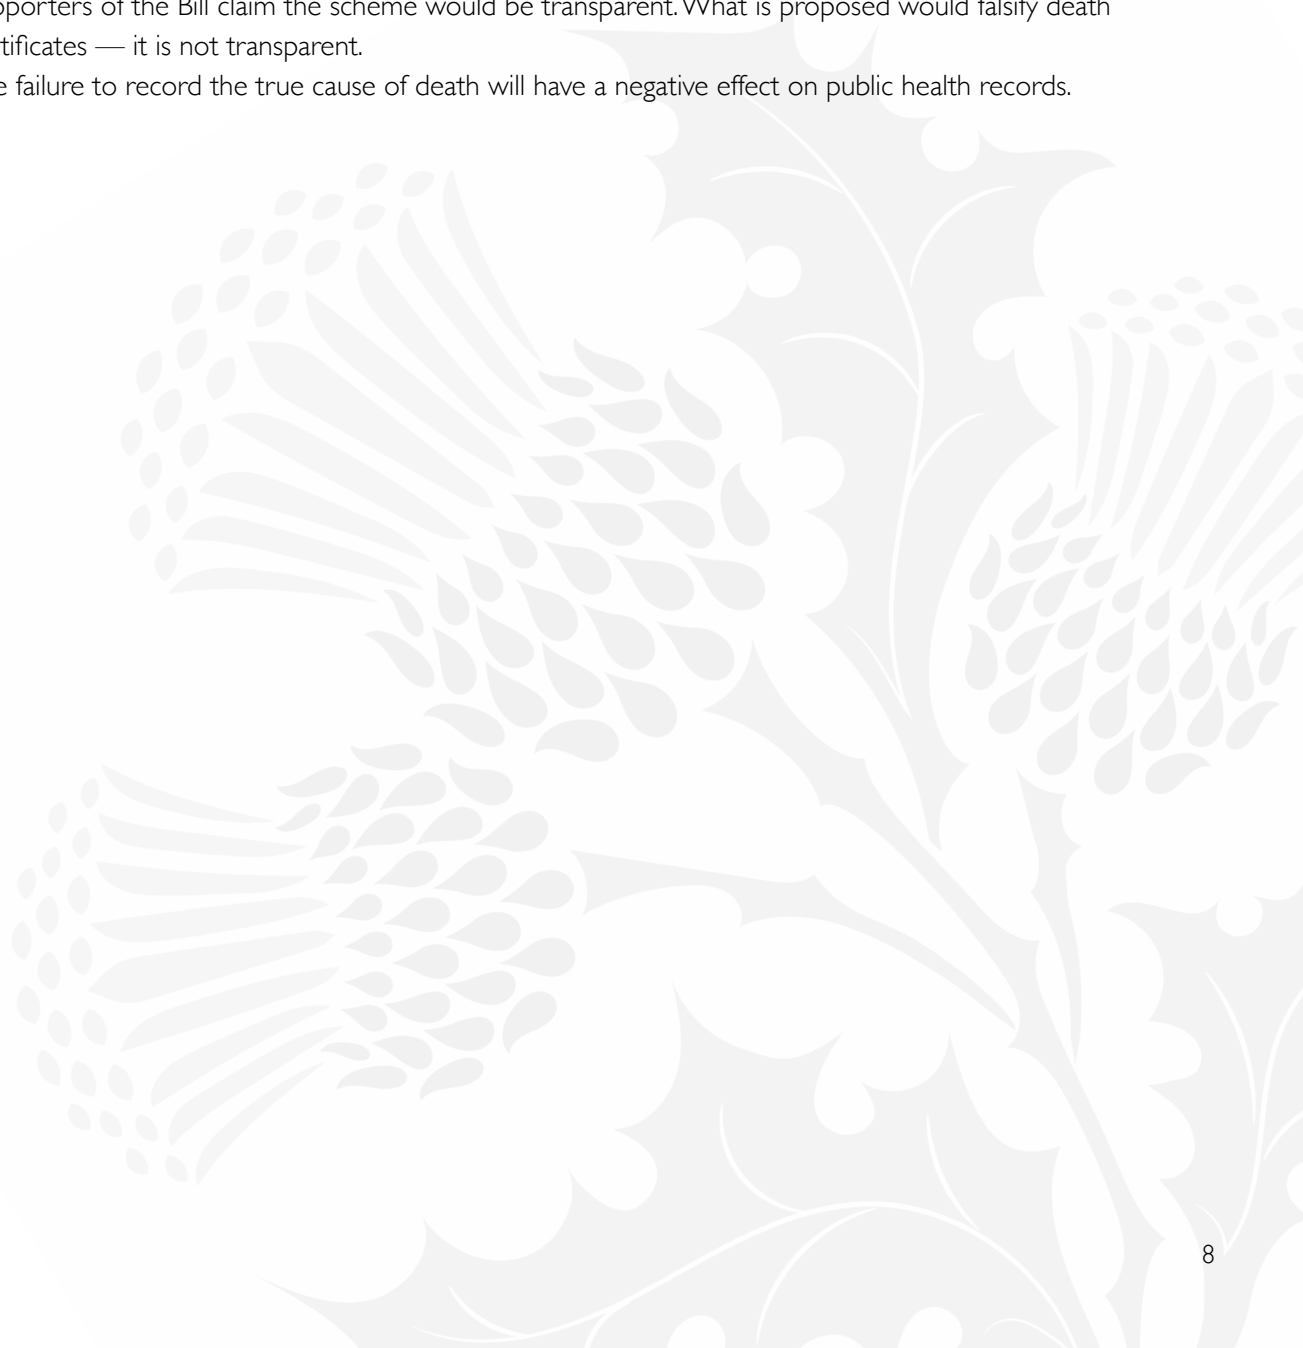 pporters of the Bill claim the scheme would be transparent. What is proposed would falsify death
tificates — it is not transparent.
e failure to record the true cause of death will have a negative effect on public health records.
8